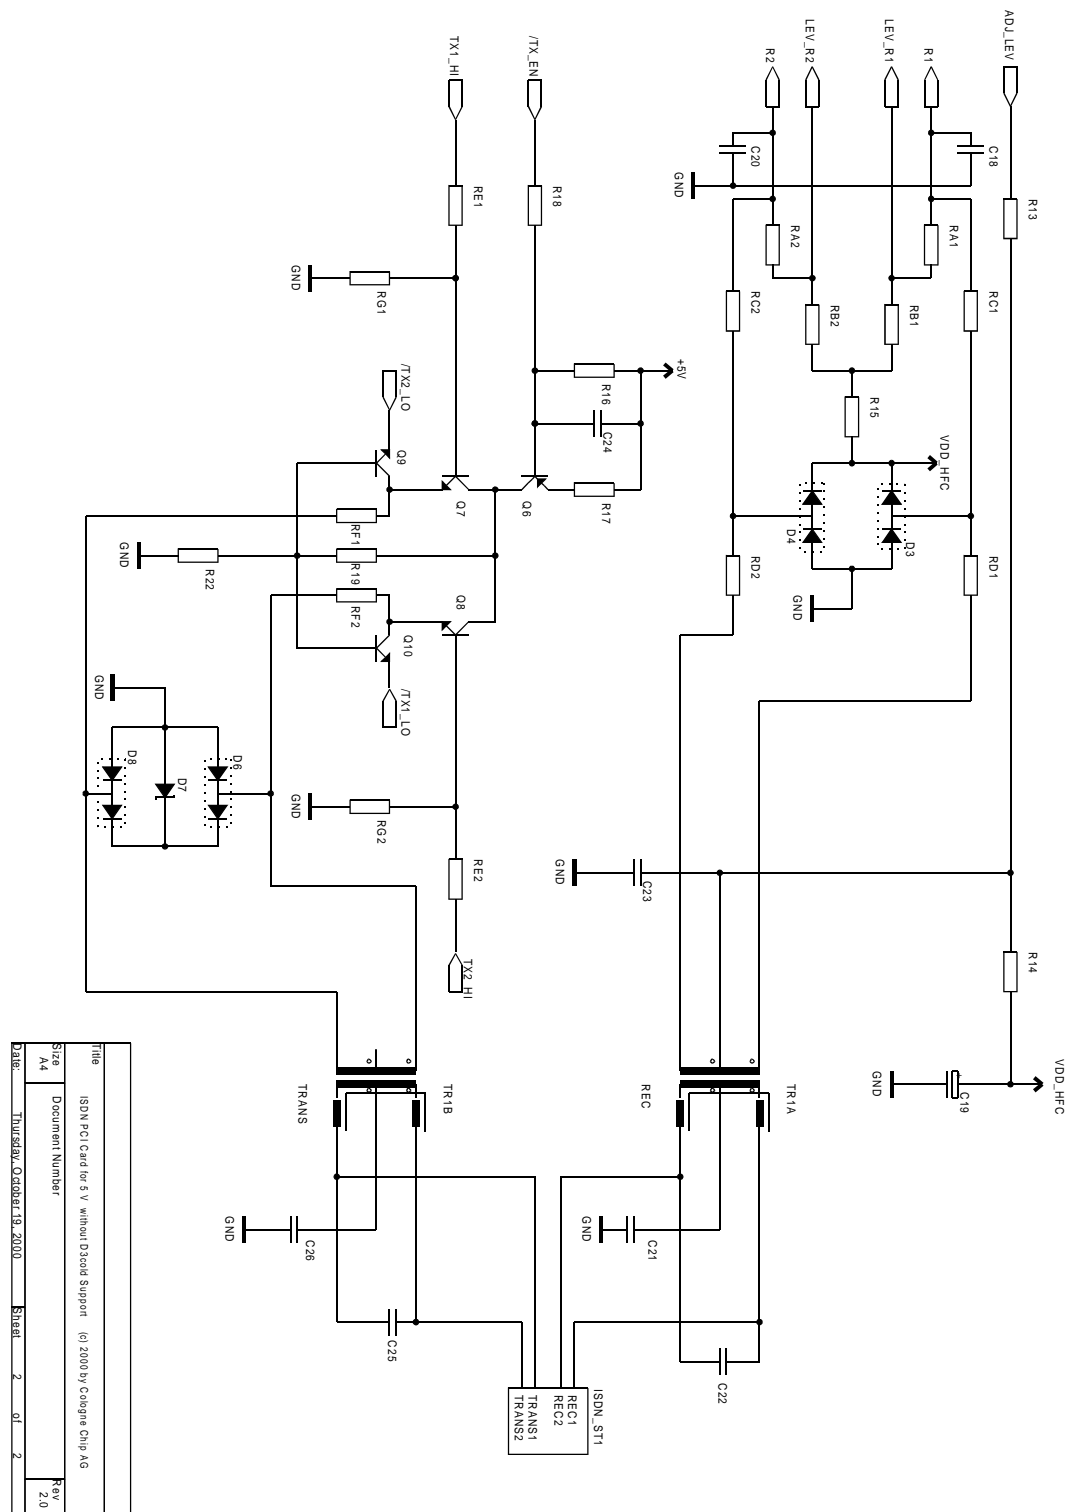 ADJ_LEV
R1
LEV_R1
LEV_R2
R2
/TX_EN
TX1_HI
C18
C20
GND
R13
RA1
RA2
R18
RE1
RC1
RB1
RB2
RC2
GND
RG1
+5V
R16
C24
/TX2_LO
R15
VDD_HFC
Q9
Q7
Q6
R17
D3
D4
RD1
RD2
GND
RF1
R19
RF2
R22
GND
Q8
Q10
/TX1_LO
GND
D6
D7
D8
GND
RG2
RE2
TX2_HI
GND
C23
R14
VDD_HFC
C19
+
GND
TR1A
REC
TR1B
TRANS
C21
GND
C26
GND
C22
C25
ISDN_ST1
REC1
REC2
TRANS1
TRANS2
Title
ISDN PCI Card for 5 V without D3cold Support (c) 2000 by Cologne Chip AG
Size
A4
Document Number
Rev
2.0
Date:
Thursday, October 19, 2000
Sheet
2
of
2